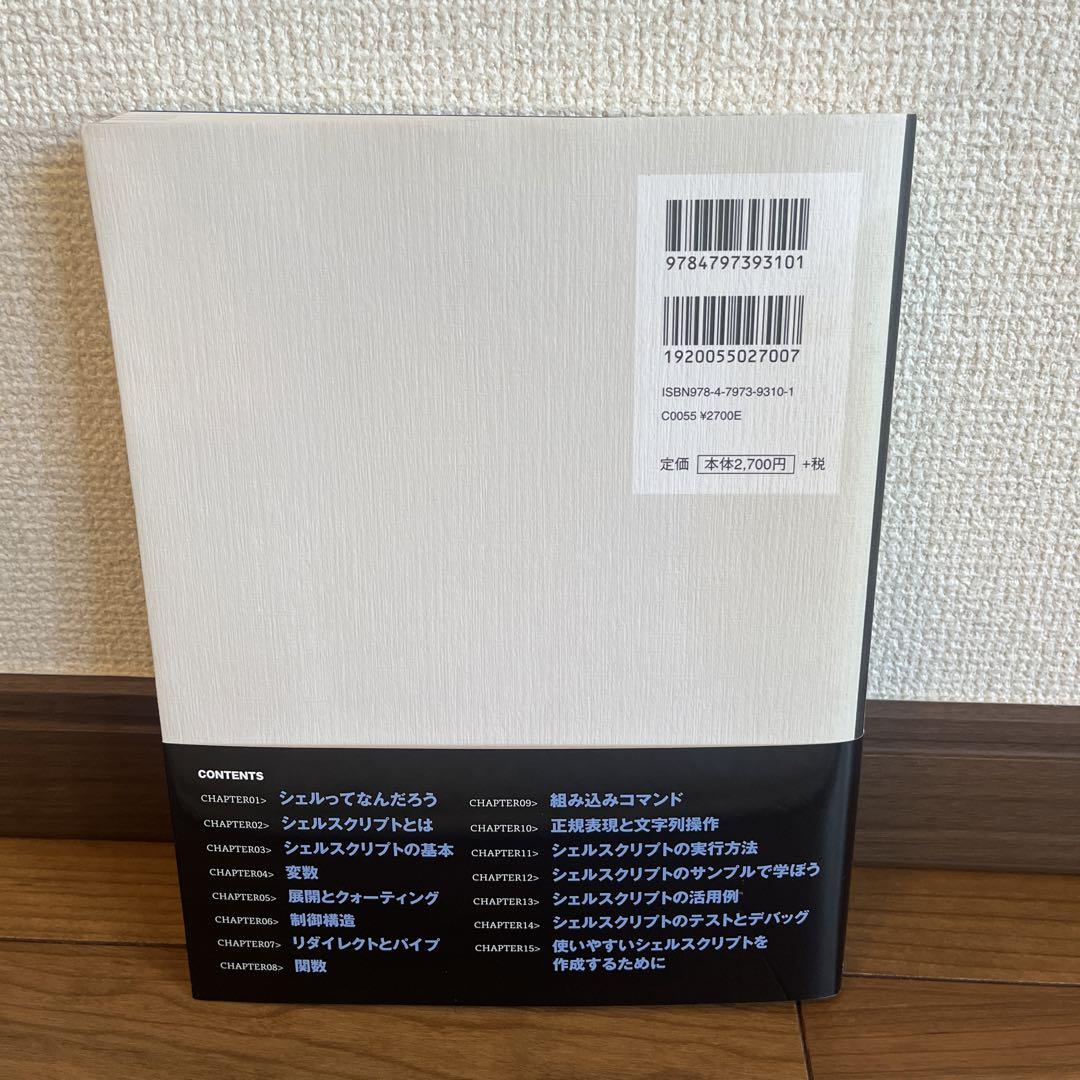 9784797393101
1920055027007
ISBN978-4-7973-9310-1
C0055 ¥2700E
定価 本体2,700円 +税
CONTENTS
CHAPTER01> シェルってなんだろう
CHAPTER02> シェルスクリプトとは
CHAPTER03> シェルスクリプトの基本
CHAPTER04> 変数
CHAPTER05> 展開とクォーティング
CHAPTER06> 制御構造
CHAPTER07> リダイレクトとパイプ
CHAPTER08> 関数
CHAPTER09> 組み込みコマンド
CHAPTER10> 正規表現と文字列操作
CHAPTER11> シェルスクリプトの実行方法
CHAPTER12> シェルスクリプトのサンプルで学ぼう
CHAPTER13> シェルスクリプトの活用例
CHAPTER14> シェルスクリプトのテストとデバッグ
CHAPTER15> 使いやすいシェルスクリプトを
作成するために